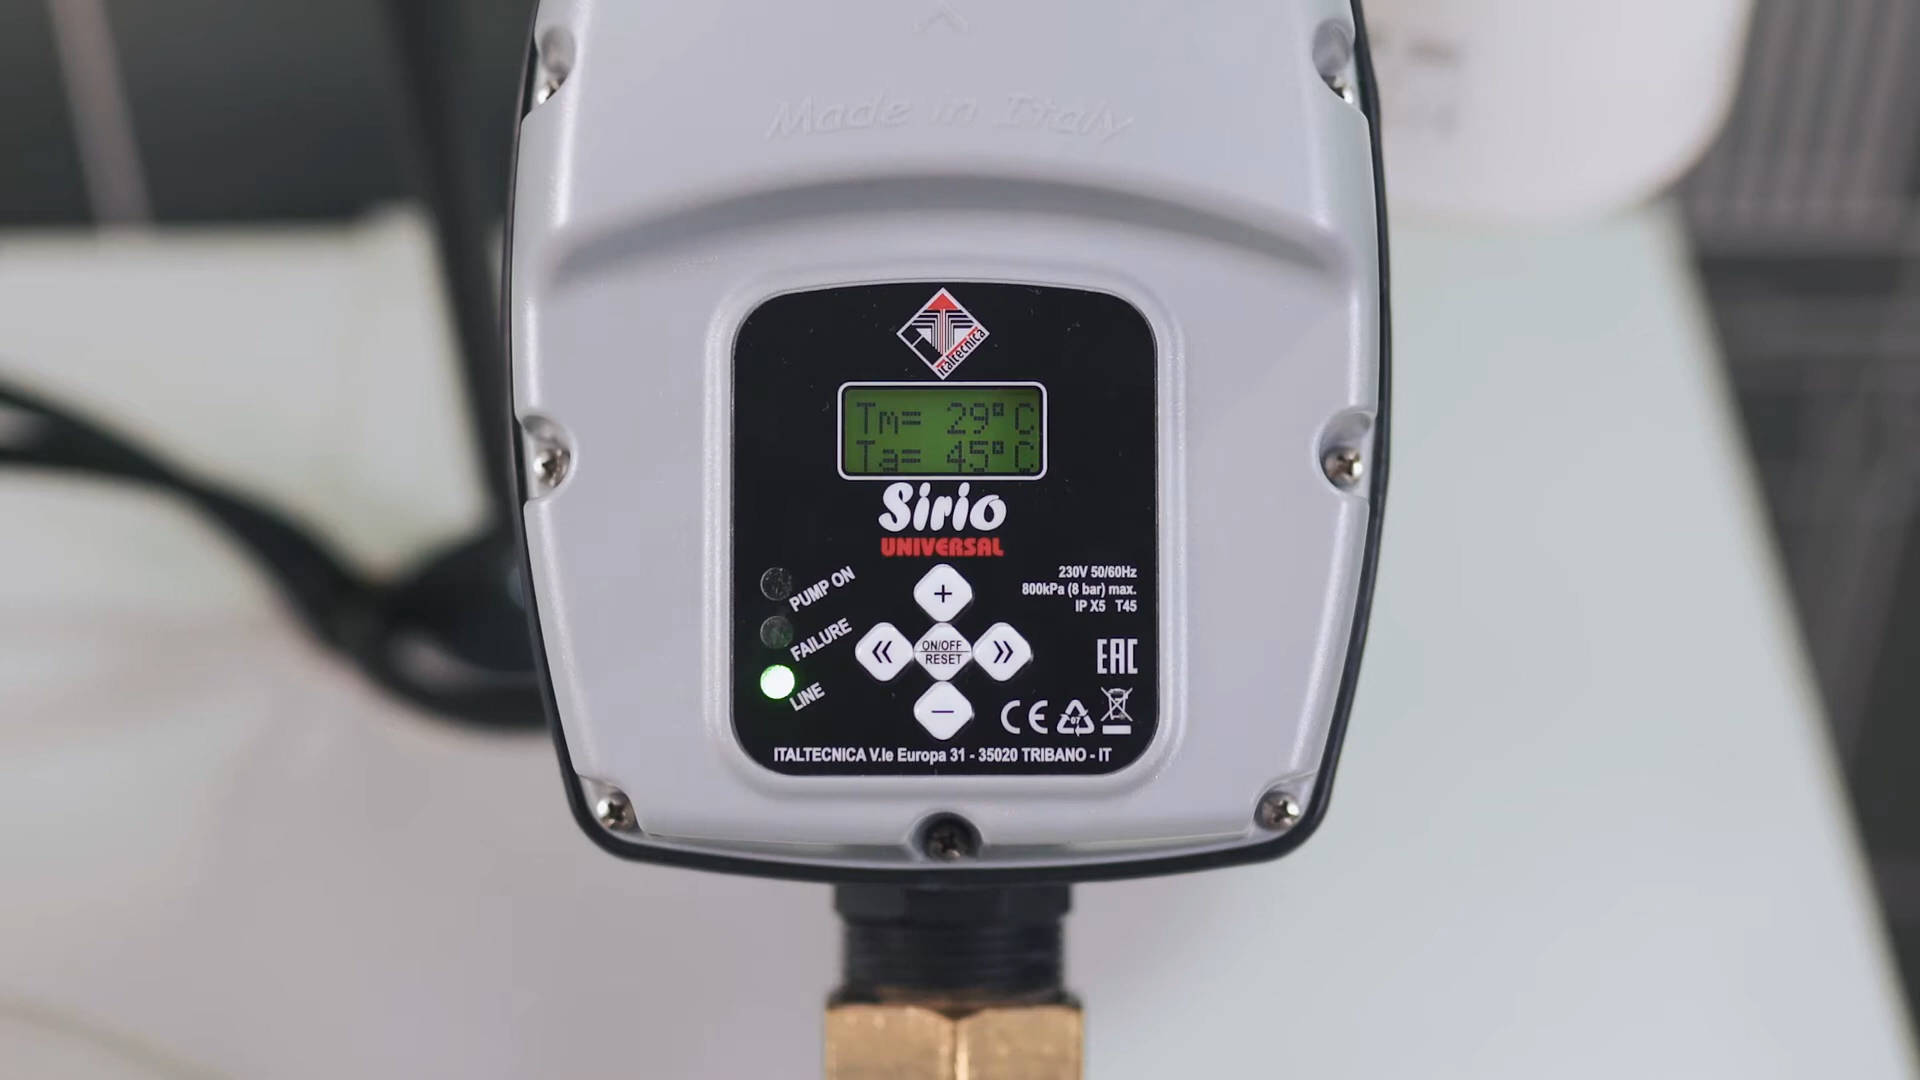 Made in Italy
italtecnica
Tm= 29°C
Ta= 45°C
Sirio
UNIVERSAL
PUMP ON
FAILURE
LINE
+
«
ON/OFF
RESET
»
−
230V 50/60Hz
800kPa (8 bar) max.
IP X5 T45
EAC
CE
07
ITALTECNICA V.le Europa 31 - 35020 TRIBANO - IT